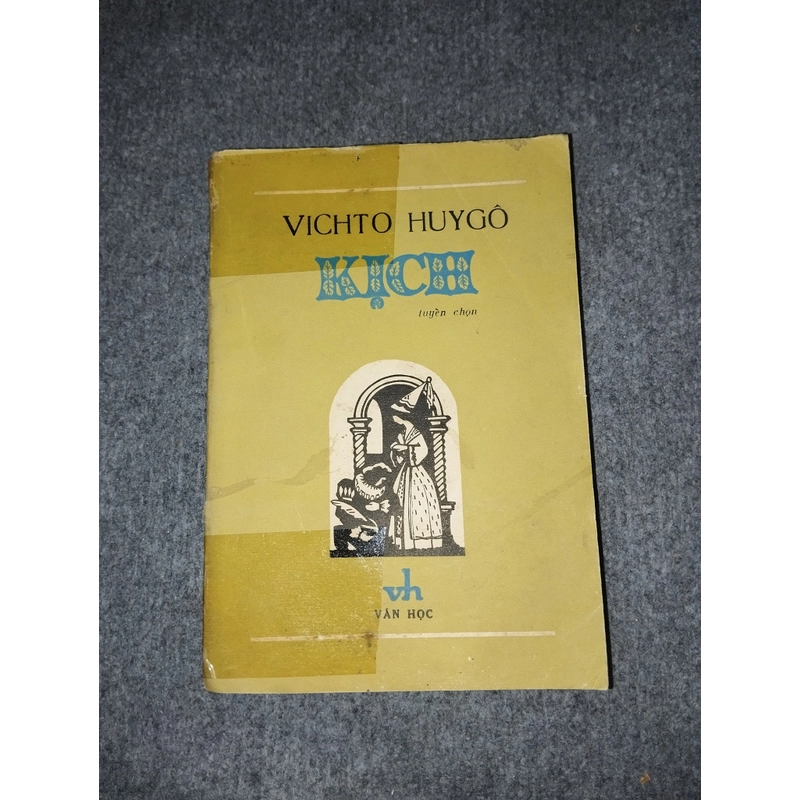 VICHTO HUYGÔ
KỊCH
tuyển chọn
vh
VĂN HỌC